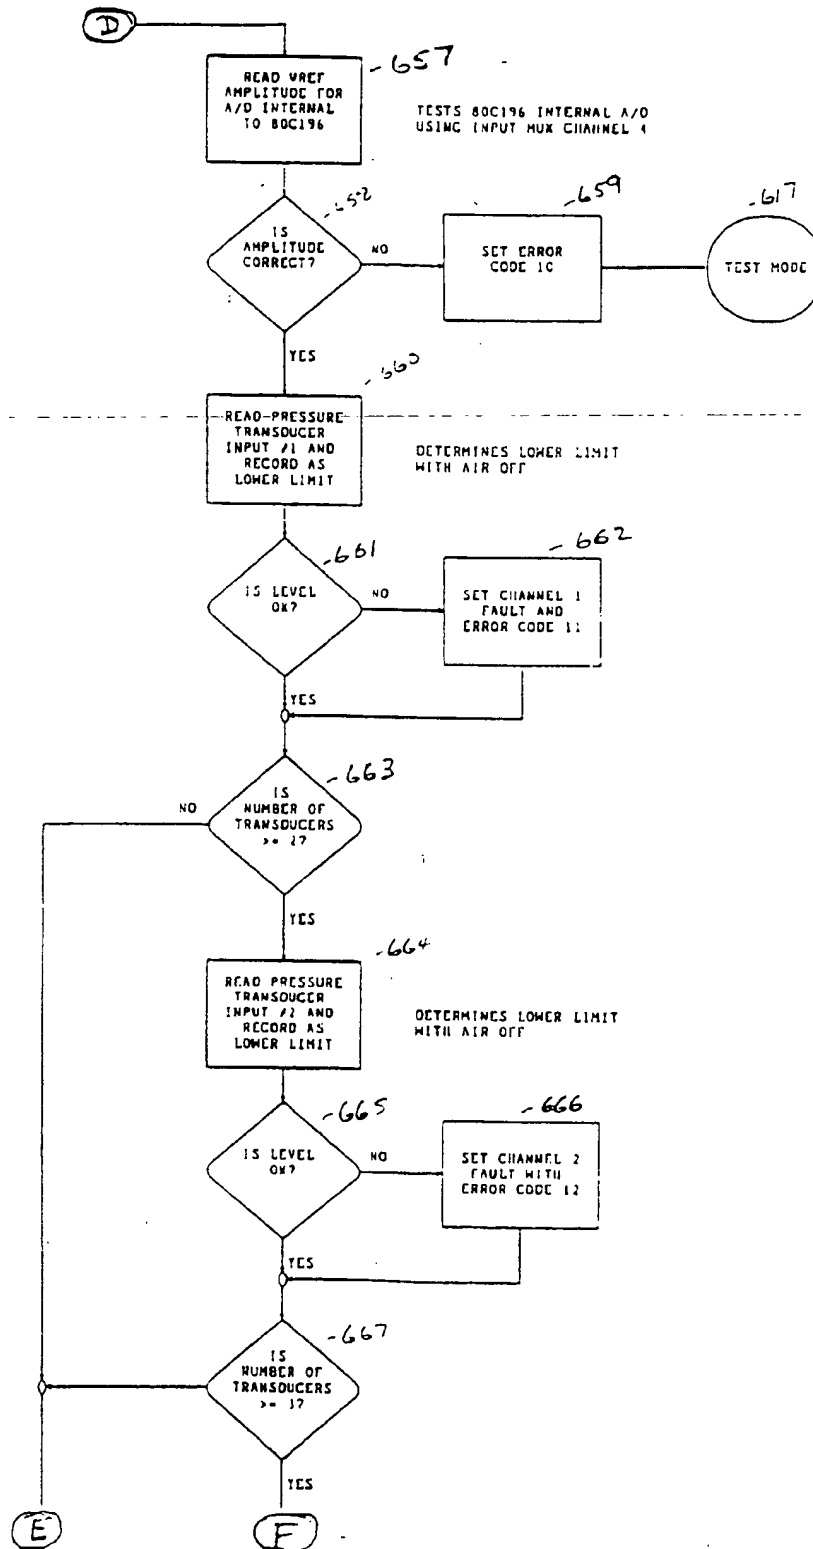 D
-657
READ VREF
AMPLITUDE FOR
A/D INTERNAL
TO 80C196
TESTS 80C196 INTERNAL A/D
USING INPUT MUX CHANNEL 4
-652
IS
AMPLITUDE
CORRECT?
NO
-659
SET ERROR
CODE 10
-617
TEST MODE
YES
-660
READ PRESSURE
TRANSDUCER
INPUT #1 AND
RECORD AS
LOWER LIMIT
DETERMINES LOWER LIMIT
WITH AIR OFF
-661
IS LEVEL
OK?
NO
-662
SET CHANNEL 1
FAULT AND
ERROR CODE 11
YES
-663
IS
NUMBER OF
TRANSDUCERS
>= 2?
NO
YES
-664
READ PRESSURE
TRANSDUCER
INPUT #2 AND
RECORD AS
LOWER LIMIT
DETERMINES LOWER LIMIT
WITH AIR OFF
-665
IS LEVEL
OK?
NO
-666
SET CHANNEL 2
FAULT WITH
ERROR CODE 12
YES
-667
IS
NUMBER OF
TRANSDUCERS
>= 3?
YES
E
F